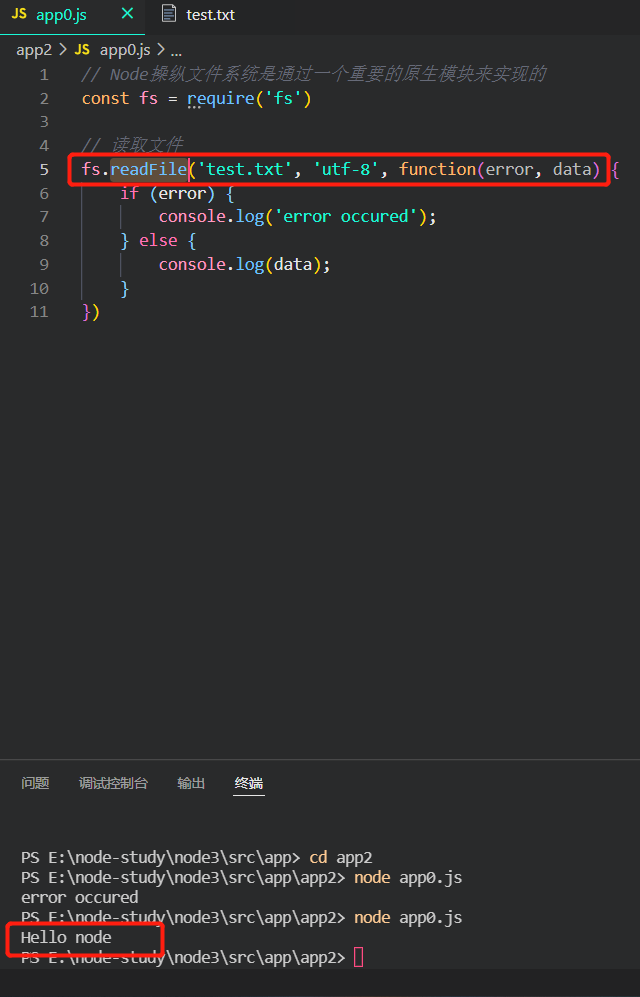 JS app0.js × test.txt
app2 > JS app0.js > ...
1 // Node操纵文件系统是通过一个重要的原生模块来实现的
2 const fs = require('fs')
3
4 // 读取文件
5 fs.readFile('test.txt', 'utf-8', function(error, data) {
6 if (error) {
7 console.log('error occured');
8 } else {
9 console.log(data);
10 }
11 })
问题 调试控制台 输出 终端
PS E:\node-study\node3\src\app> cd app2
PS E:\node-study\node3\src\app\app2> node app0.js
error occured
PS E:\node-study\node3\src\app\app2> node app0.js
Hello node
PS E:\node-study\node3\src\app\app2>